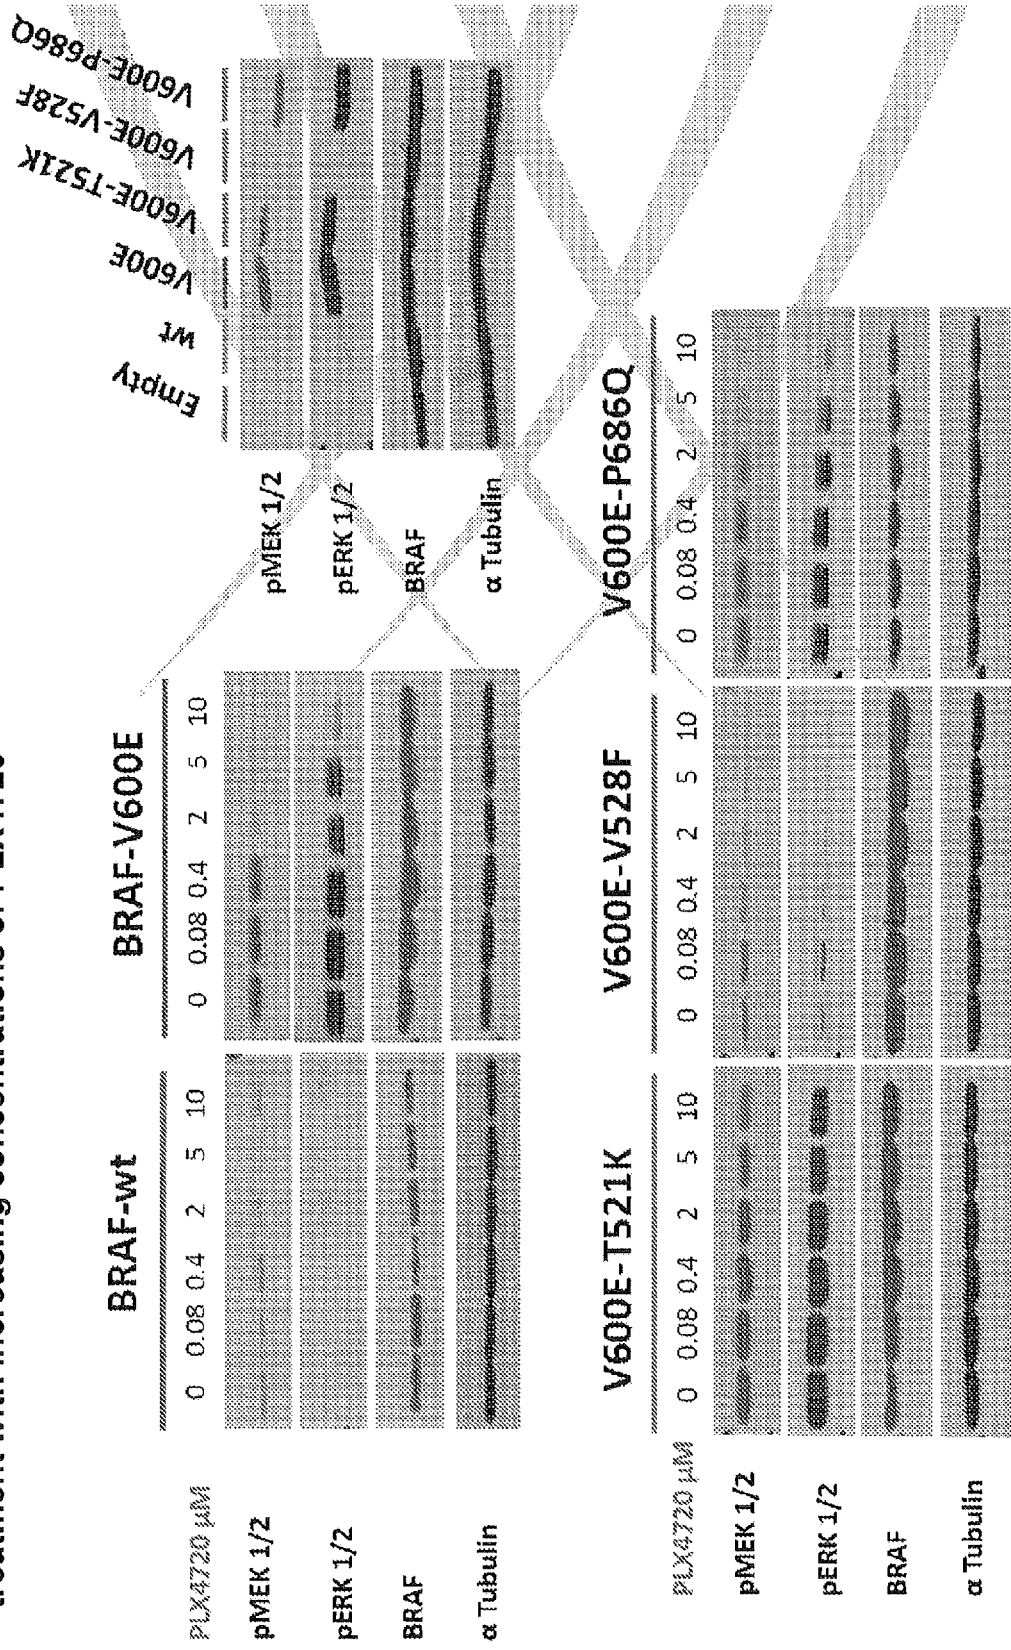 treatment with increasing concentrations of PLX4720
BRAF-wt
BRAF-V600E
PLX4720 µM
0 0.08 0.4 2 5 10
0 0.08 0.4 2 5 10
pMEK 1/2
pERK 1/2
BRAF
α Tubulin
Empty
wt
V600E
V600E-T521K
V600E-V528F
V600E-P686Q
pMEK 1/2
pERK 1/2
BRAF
α Tubulin
V600E-T521K
V600E-V528F
V600E-P686Q
PLX4720 µM
0 0.08 0.4 2 5 10
0 0.08 0.4 2 5 10
0 0.08 0.4 2 5 10
pMEK 1/2
pERK 1/2
BRAF
α Tubulin